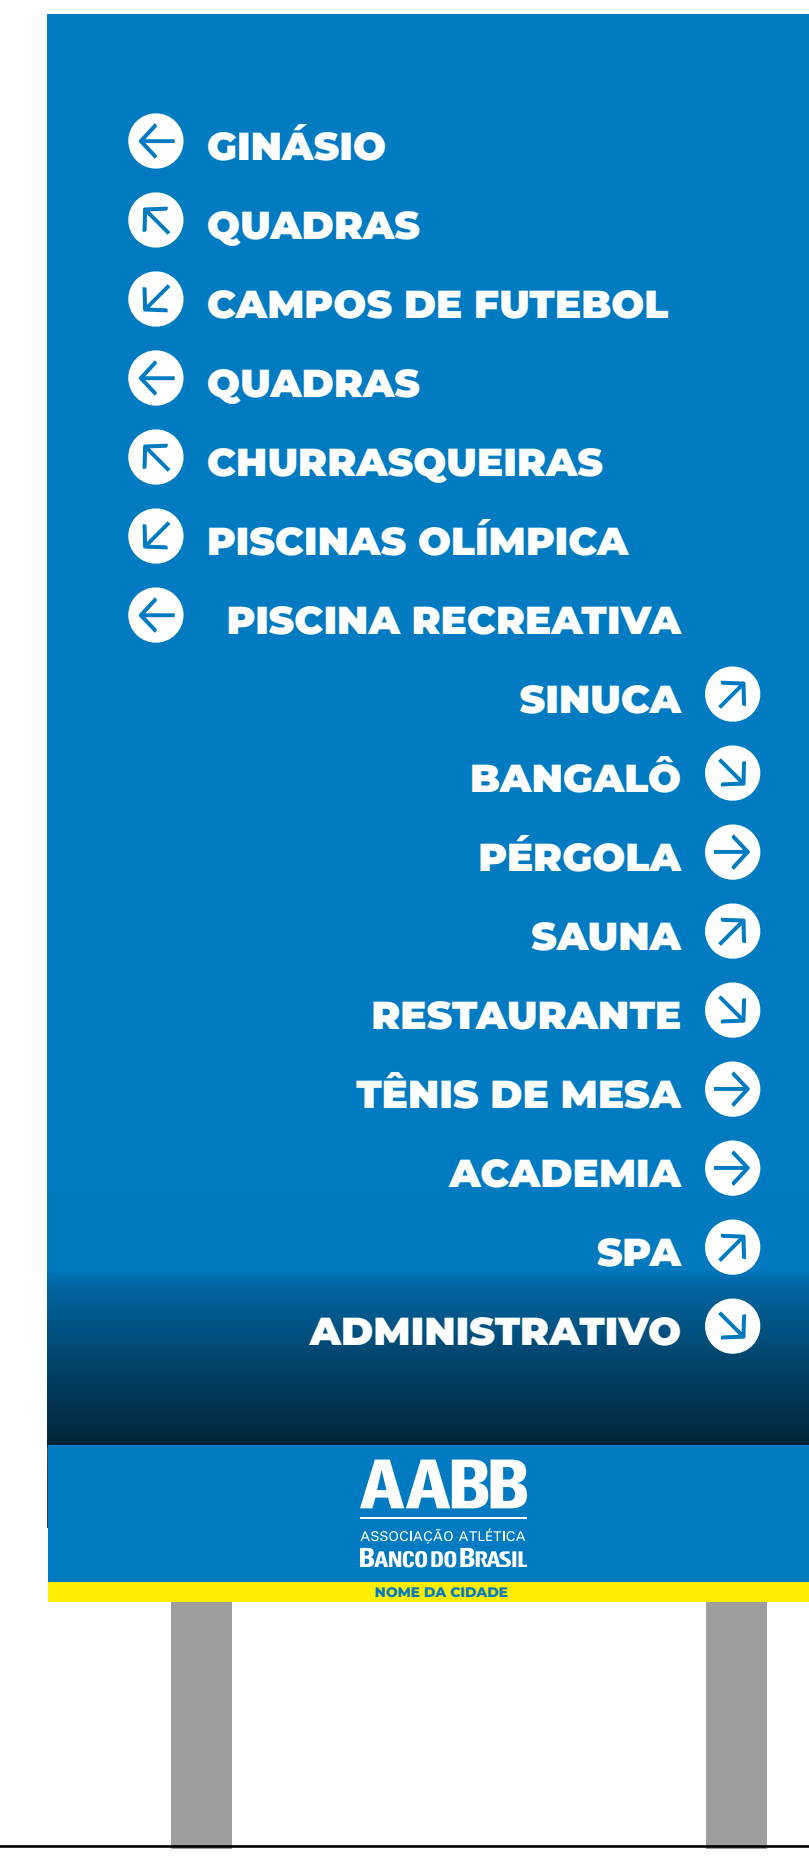 GINÁSIO
QUADRAS
CAMPOS DE FUTEBOL
QUADRAS
CHURRASQUEIRAS
PISCINAS OLÍMPICA
PISCINA RECREATIVA
SINUCA
BANGALÔ
PÉRGOLA
SAUNA
RESTAURANTE
TÊNIS DE MESA
ACADEMIA
SPA
ADMINISTRATIVO
AABB
ASSOCIAÇÃO ATLÉTICA
BANCO DO BRASIL
NOME DA CIDADE